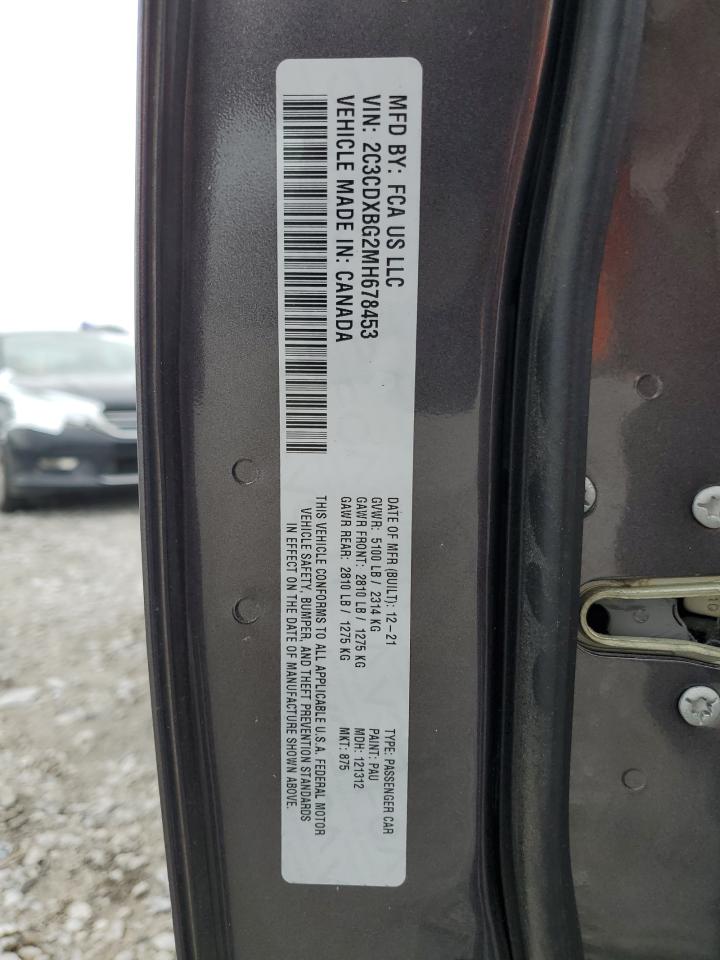 MFD BY: FCA US LLC
VIN: 2C3CDXBG2MH678453
VEHICLE MADE IN: CANADA
DATE OF MFR (BUILT): 12-21
GVWR: 5100 LB / 2314 KG
GAWR FRONT: 2810 LB / 1275 KG
GAWR REAR: 2810 LB / 1275 KG
THIS VEHICLE CONFORMS TO ALL APPLICABLE U.S.A. FEDERAL MOTOR
VEHICLE SAFETY, BUMPER, AND THEFT PREVENTION STANDARDS
IN EFFECT ON THE DATE OF MANUFACTURE SHOWN ABOVE.
TYPE: PASSENGER CAR
PAINT: PAU
MDH: 121312
MKT: 875